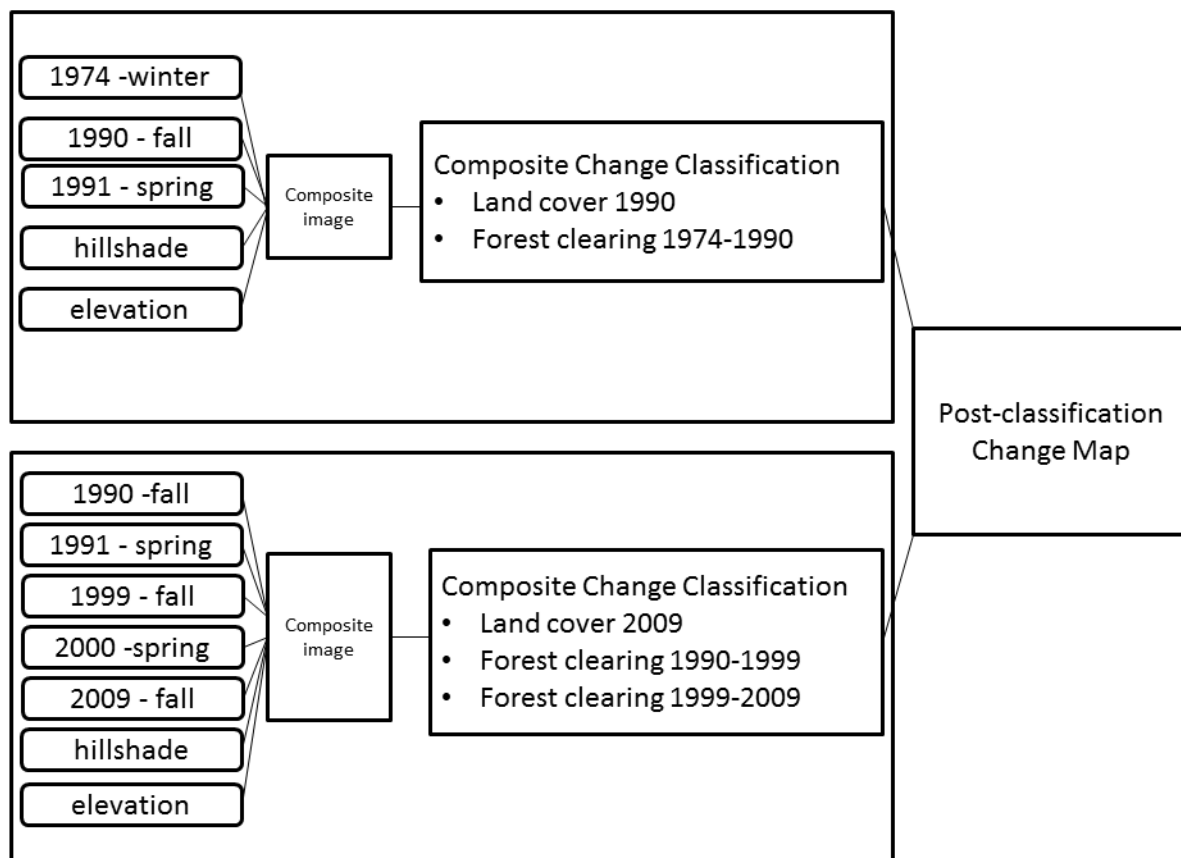 1974 -winter
1990 - fall
1991 - spring
hillshade
elevation
Composite
image
Composite Change Classification
• Land cover 1990
• Forest clearing 1974-1990
1990 -fall
1991 - spring
1999 - fall
2000 -spring
2009 - fall
hillshade
elevation
Composite
image
Composite Change Classification
• Land cover 2009
• Forest clearing 1990-1999
• Forest clearing 1999-2009
Post-classification
Change Map